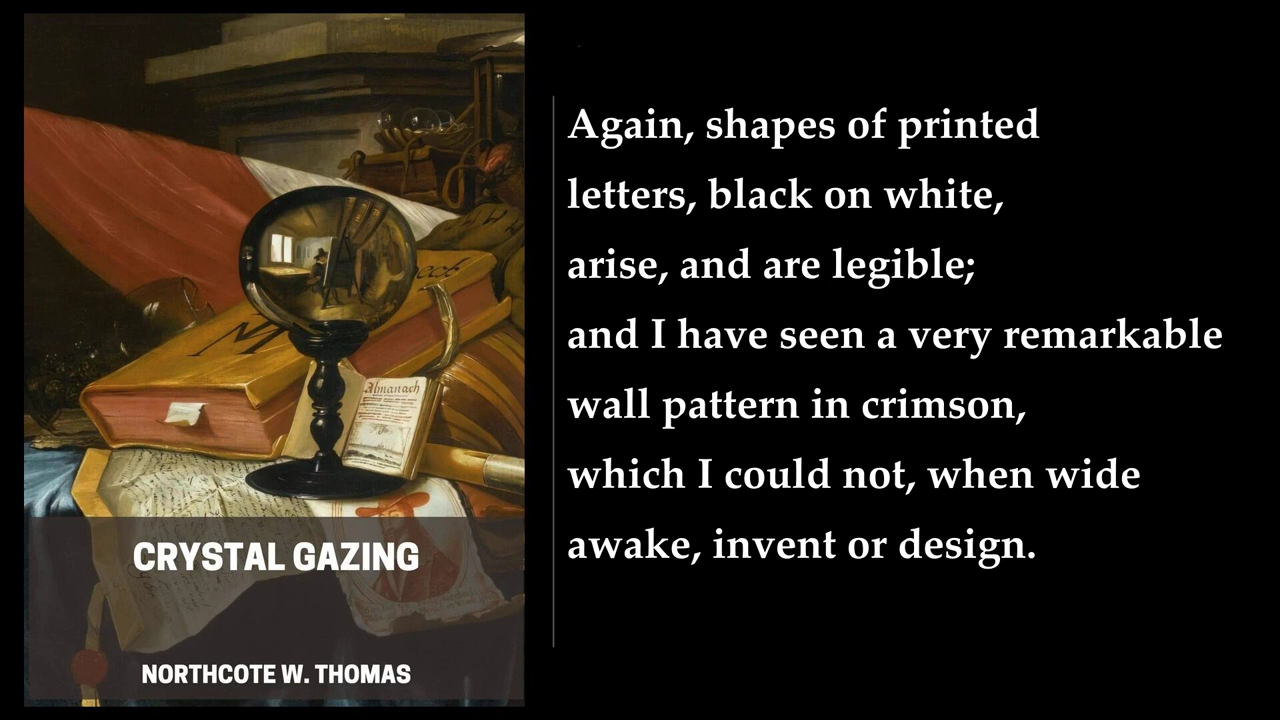 Again, shapes of printed
letters, black on white,
arise, and are legible;
and I have seen a very remarkable
wall pattern in crimson,
which I could not, when wide
awake, invent or design.
M
Almanach
CRYSTAL GAZING
NORTHCOTE W. THOMAS